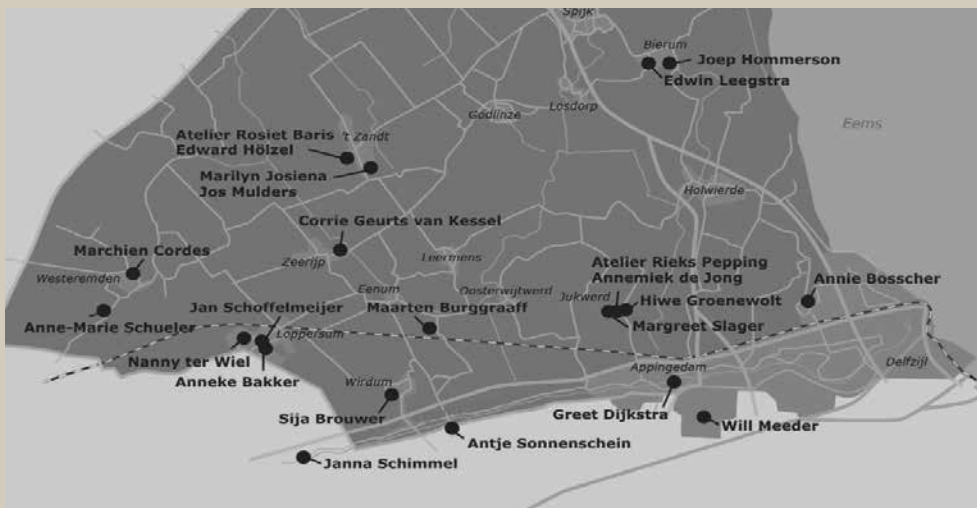 Spijk
Bierum
Joep Hommerson
Edwin Leegstra
Losdorp
Godlinze
Eems
Atelier Rosiet Baris
Edward Hölzel
't Zandt
Marilyn Josiena
Jos Mulders
Holwierde
Corrie Geurts van Kessel
Marchien Cordes
Zeerijp
Leermens
Westeremden
Atelier Rieks Pepping
Annemiek de Jong
Annie Bosscher
Eenum
Oosterwijtwerd
Jukwerd
Hiwe Groenewolt
Jan Schoffelmeijer
Maarten Burggraaff
Margreet Slager
Anne-Marie Schueler
Loppersum
Nanny ter Wiel
Anneke Bakker
Wirdum
Appingedam
Delfzijl
Sija Brouwer
Greet Dijkstra
Will Meeder
Antje Sonnenschein
Janna Schimmel